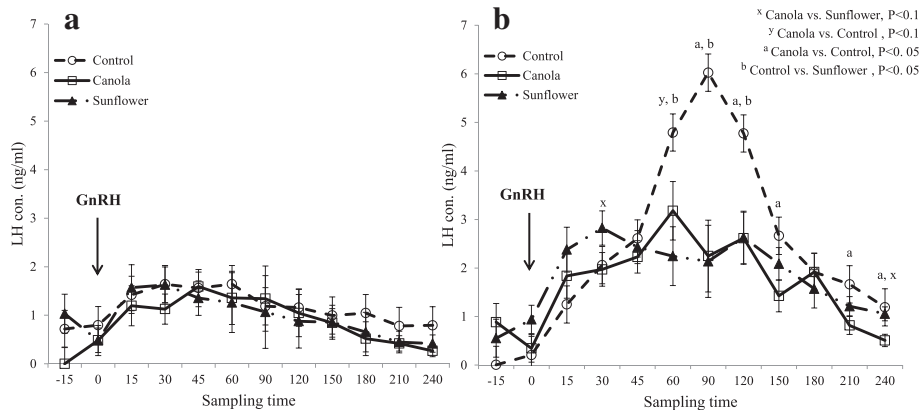 a
7
6
5
4
3
2
1
0
LH con. (ng/ml)
Control
Canola
Sunflower
GnRH
-15 0 15 30 45 60 90 120 150 180 210 240
Sampling time
b
x Canola vs. Sunflower, P<0.1
y Canola vs. Control , P<0.1
a Canola vs. Control, P<0. 05
b Control vs. Sunflower , P<0. 05
7
6
5
4
3
2
1
0
LH con. (ng/ml)
Control
Canola
Sunflower
GnRH
x
y, b
a, b
a, b
a
a
a, x
-15 0 15 30 45 60 90 120 150 180 210 240
Sampling time